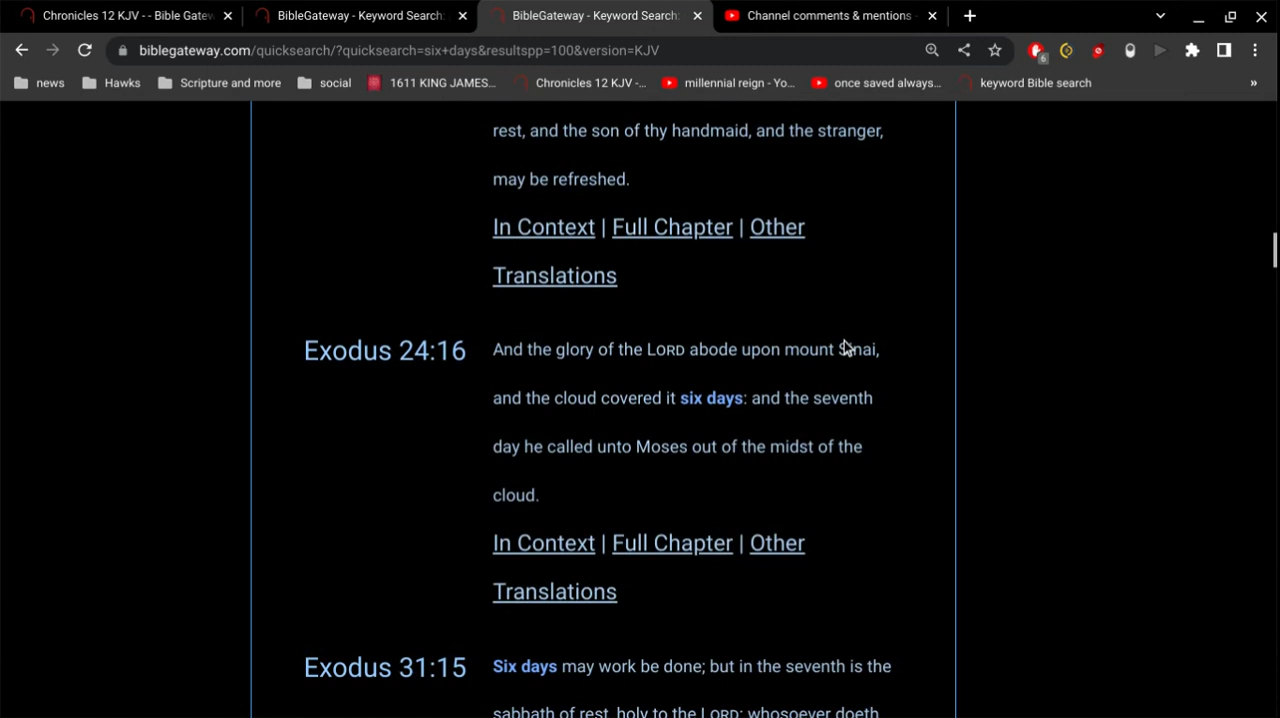 Chronicles 12 KJV - - Bible Gatew
BibleGateway - Keyword Search:
BibleGateway - Keyword Search:
Channel comments & mentions -
biblegateway.com/quicksearch/?quicksearch=six+days&resultspp=100&version=KJV
6
news
Hawks
Scripture and more
social
1611 KING JAMES...
Chronicles 12 KJV -...
millennial reign - Yo...
once saved always...
keyword Bible search
»
rest, and the son of thy handmaid, and the stranger,
may be refreshed.
In Context | Full Chapter | Other
Translations
Exodus 24:16
And the glory of the LORD abode upon mount Sinai,
and the cloud covered it six days: and the seventh
day he called unto Moses out of the midst of the
cloud.
In Context | Full Chapter | Other
Translations
Exodus 31:15
Six days may work be done; but in the seventh is the
sabbath of rest, holy to the LORD: whosoever doeth